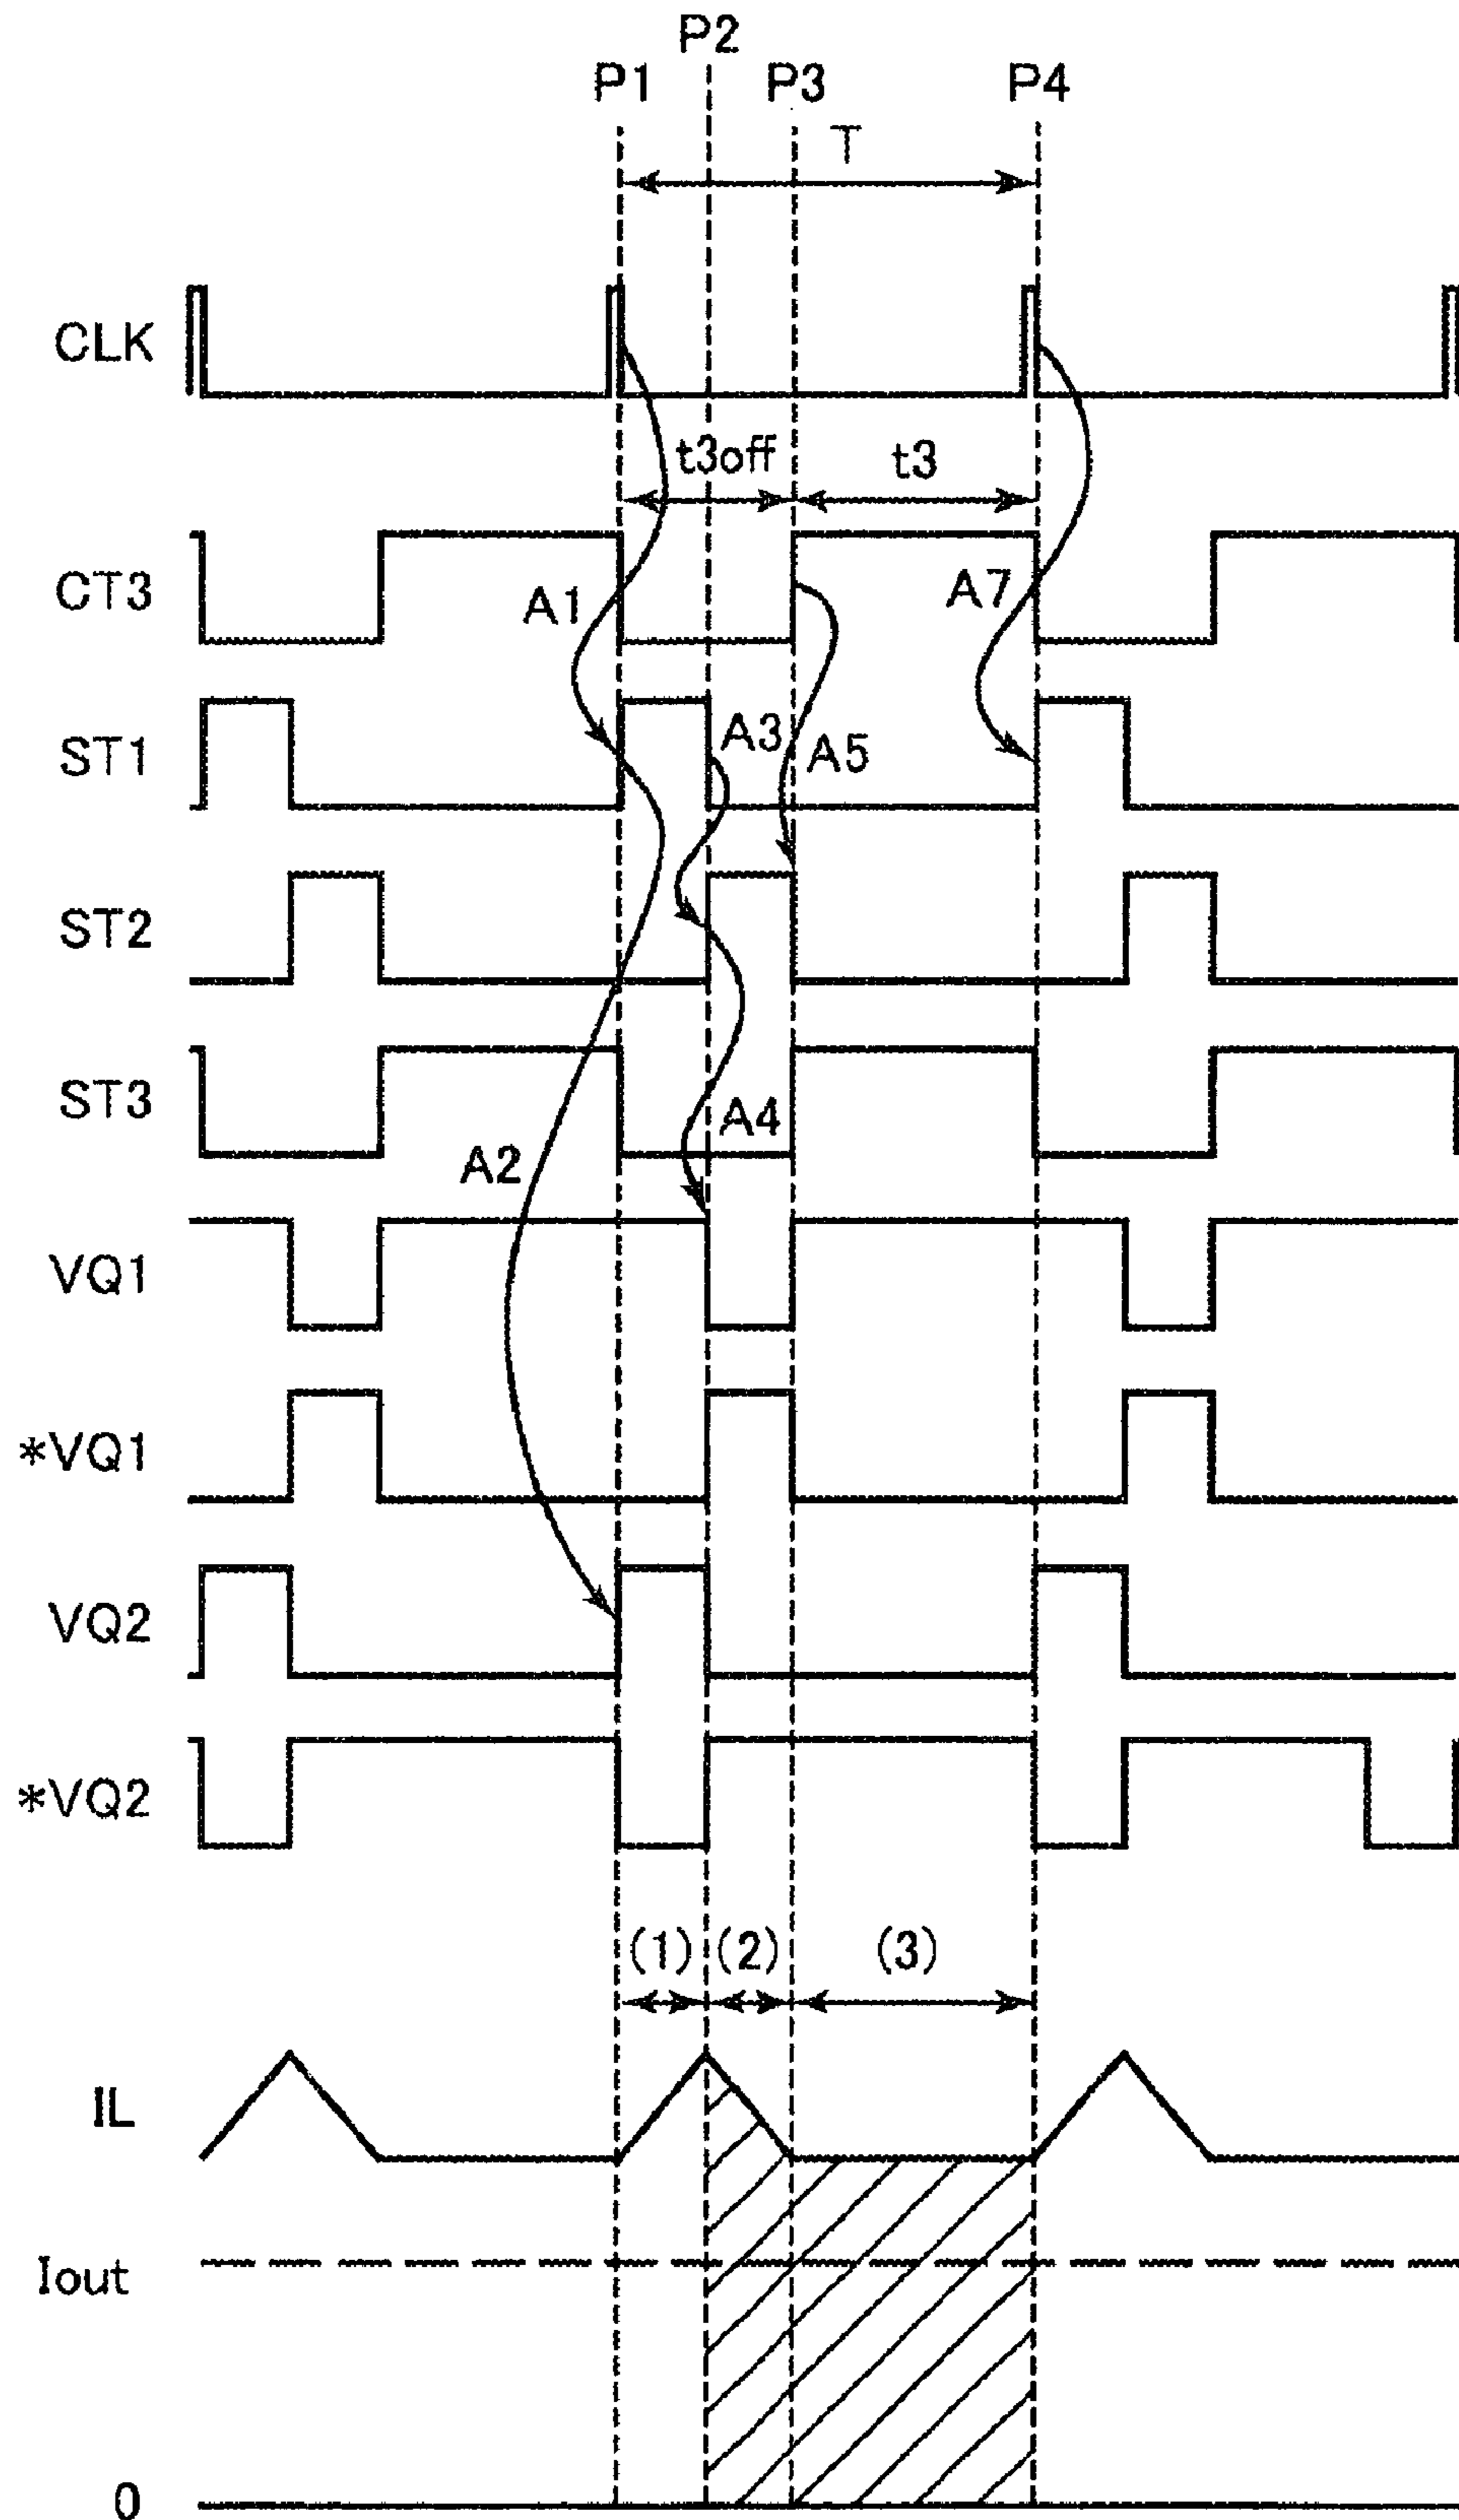 P2
P1
P3
P4
T
CLK
t3off
t3
CT3
A1
A7
ST1
A3
A5
ST2
ST3
A4
A2
VQ1
*VQ1
VQ2
*VQ2
(1)
(2)
(3)
IL
Iout
0